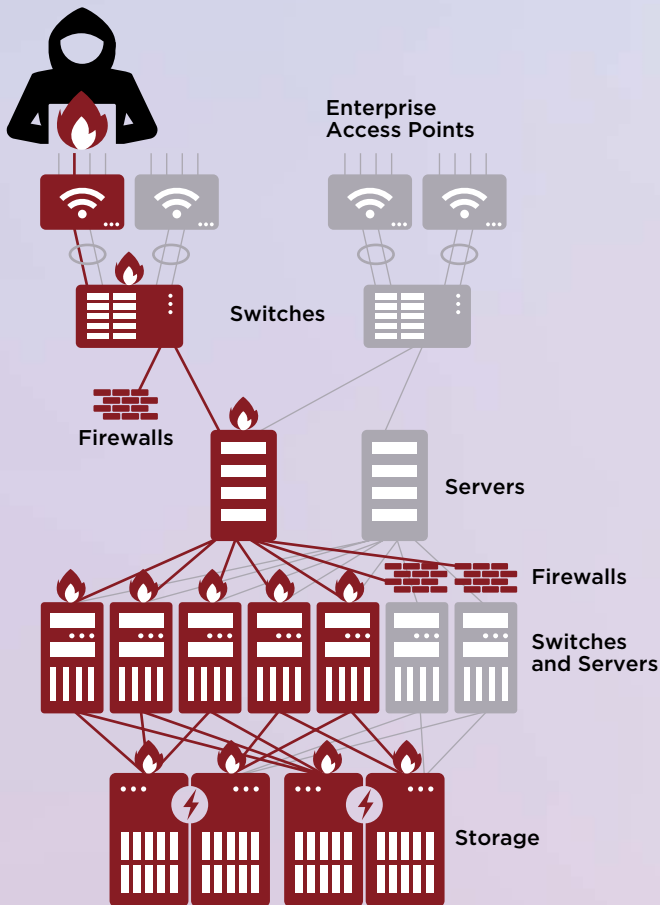 Enterprise
Access Points
Switches
Firewalls
Servers
Firewalls
Switches
and Servers
Storage